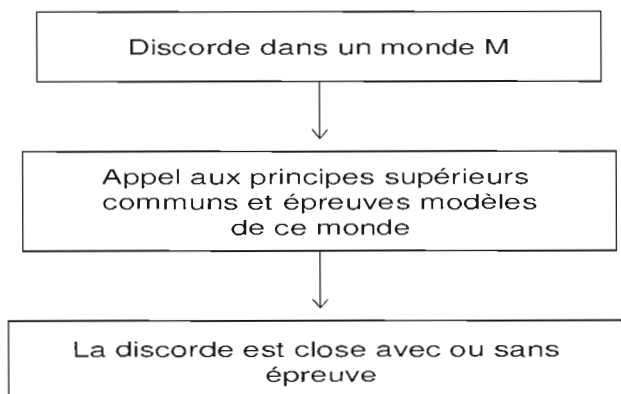 Discorde dans un monde M
Appel aux principes supérieurs
communs et épreuves modèles
de ce monde
La discorde est close avec ou sans
épreuve